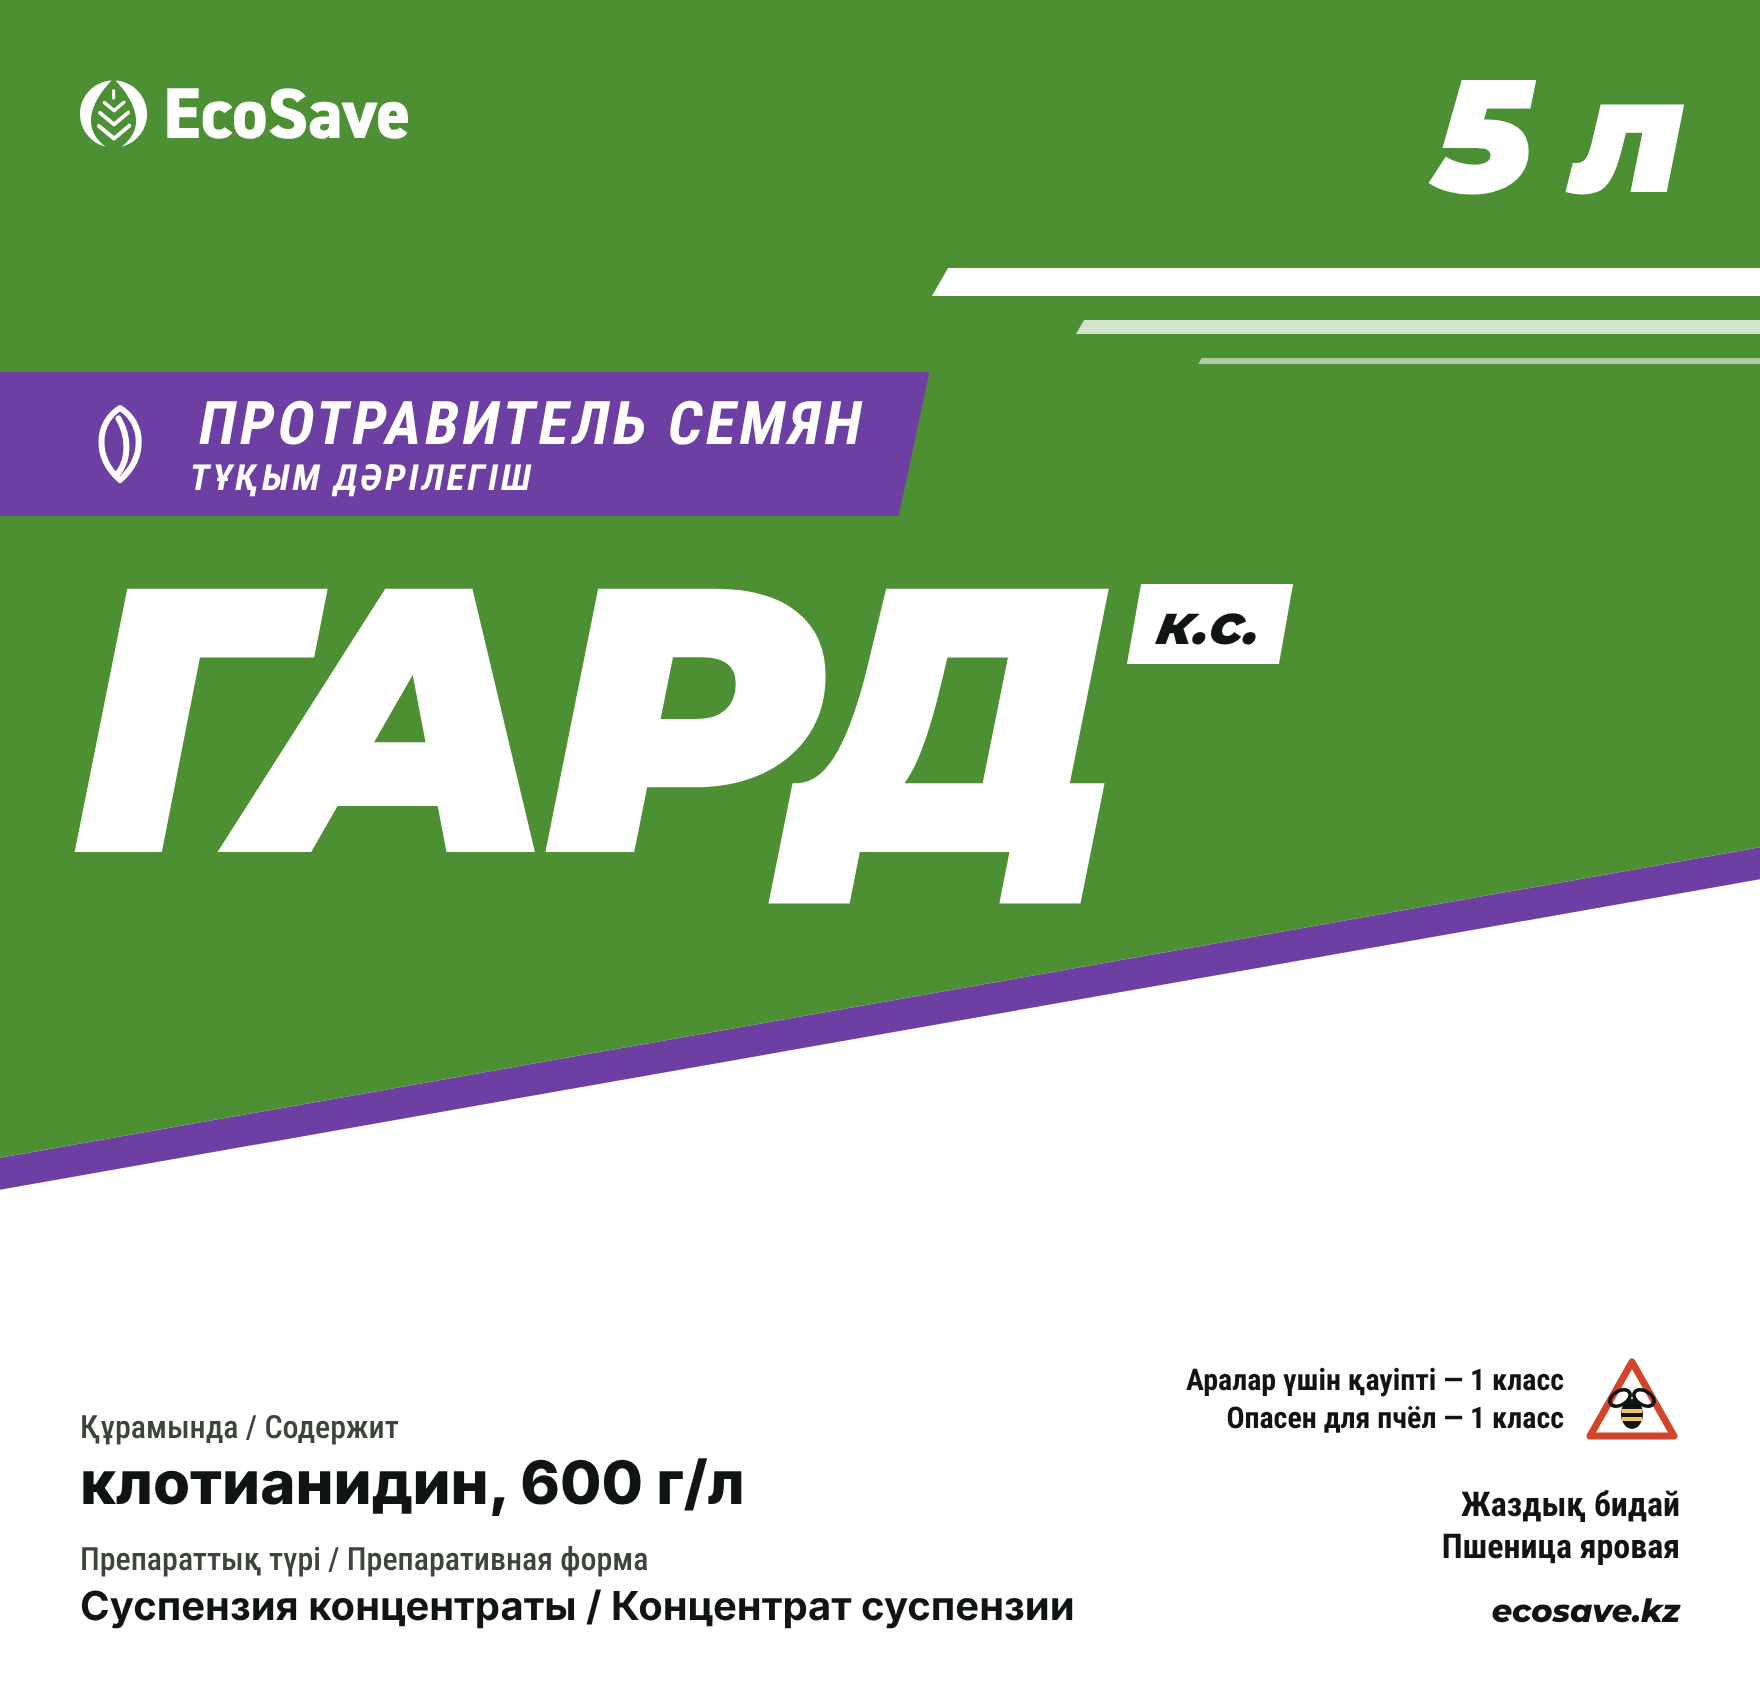 EcoSave
5 л
ПРОТРАВИТЕЛЬ СЕМЯН
ТҰҚЫМ ДӘРІЛЕГІШ
ГАРД
К.С.
Құрамында / Содержит
клотианидин, 600 г/л
Препараттық түрі / Препаративная форма
Суспензия концентраты / Концентрат суспензии
Аралар үшін қауіпті — 1 класс
Опасен для пчёл — 1 класс
Жаздық бидай
Пшеница яровая
ecosave.kz